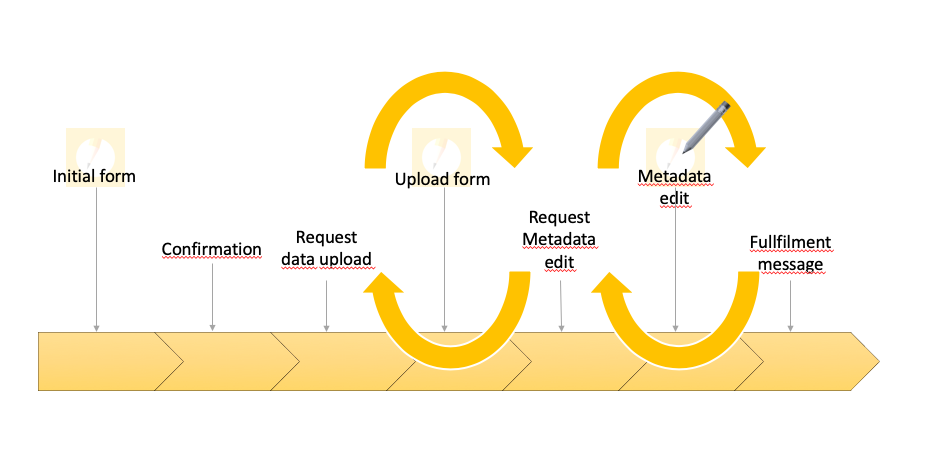 Initial form
Confirmation
Request
data upload
Upload form
Request
Metadata
edit
Metadata
edit
Fullfilment
message